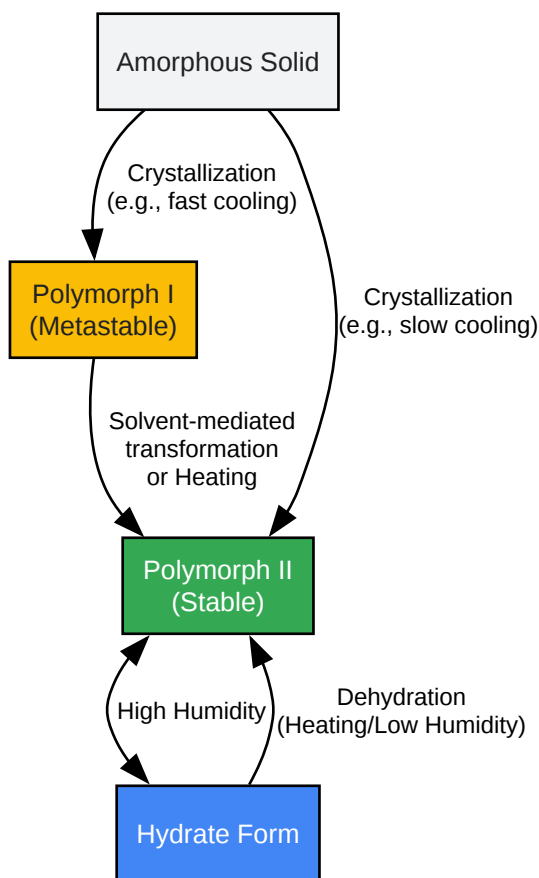 Amorphous Solid
Crystallization
(e.g., fast cooling)
Polymorph I
(Metastable)
Crystallization
(e.g., slow cooling)
Solvent-mediated
transformation
or Heating
Polymorph II
(Stable)
High Humidity
Dehydration
(Heating/Low Humidity)
Hydrate Form